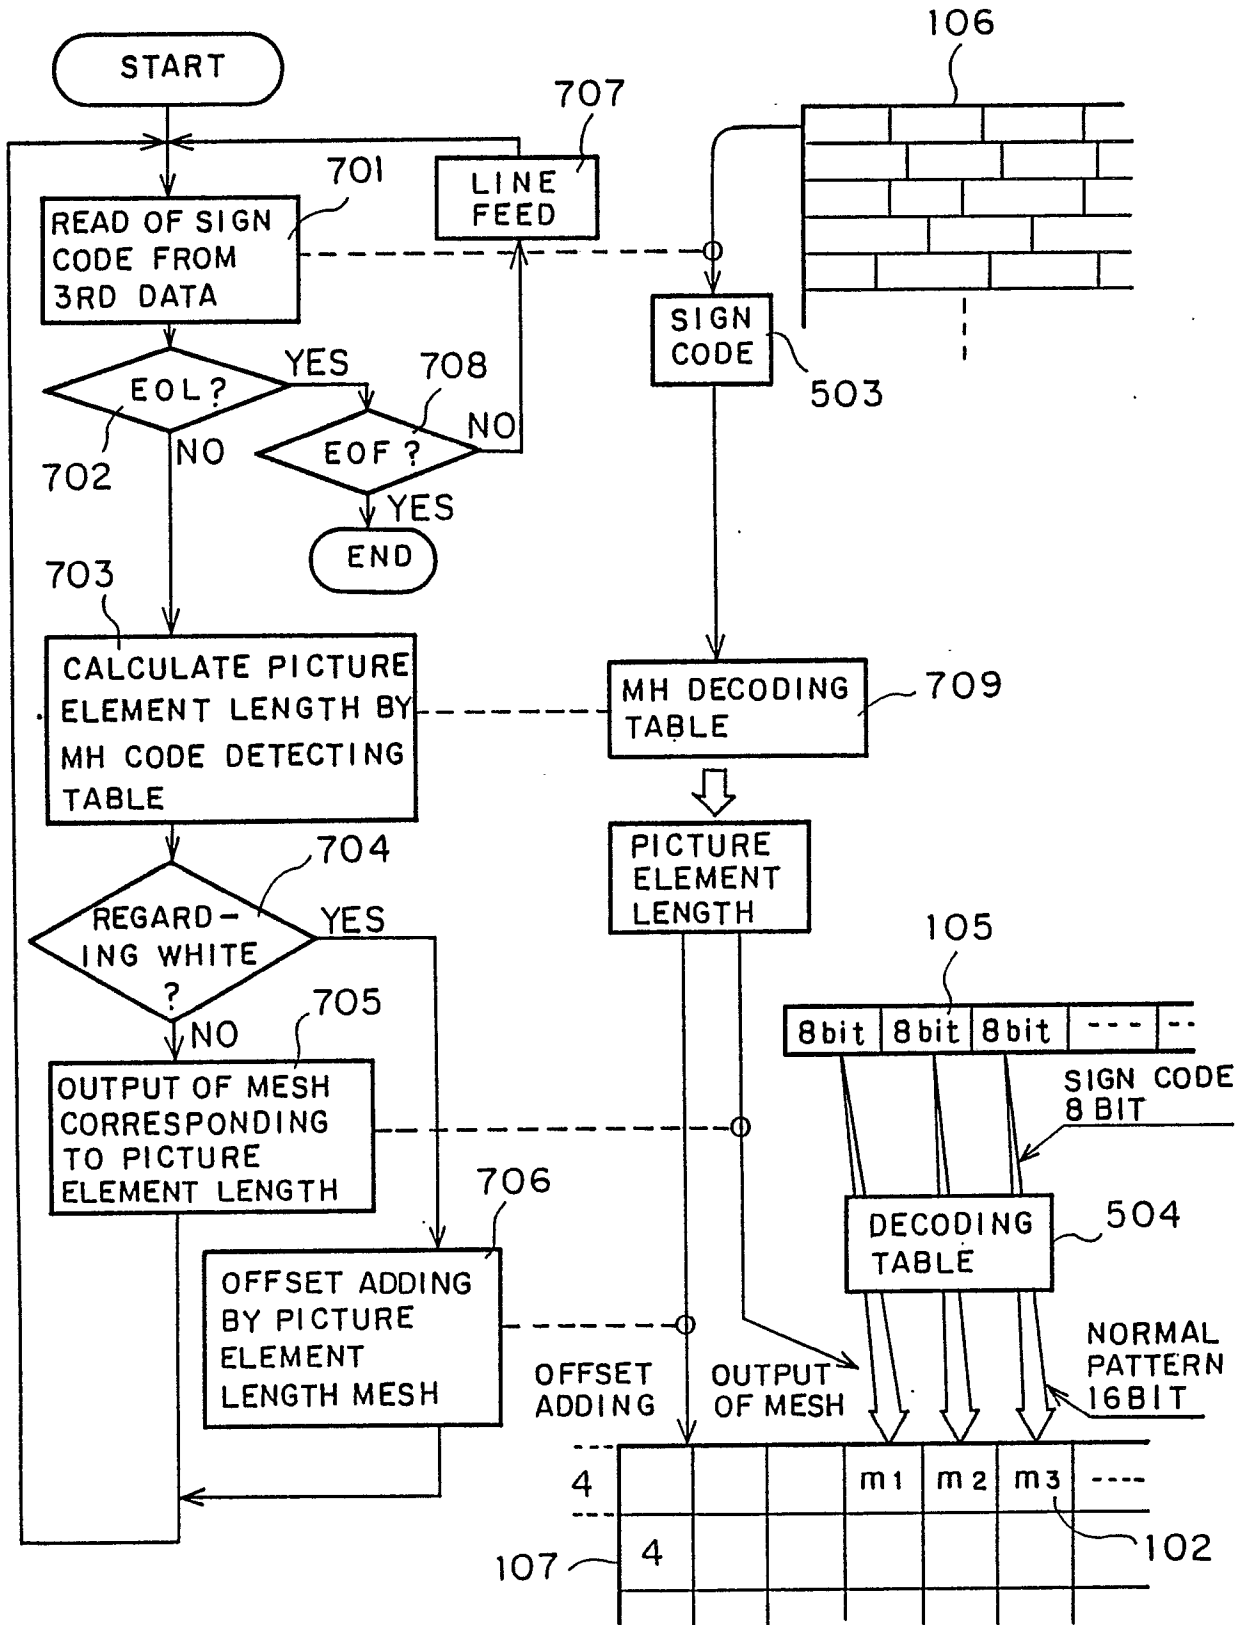 START
106
707
701
LINE
FEED
READ OF SIGN
CODE FROM
3RD DATA
SIGN
CODE
503
EOL?
YES
708
702
NO
EOF?
NO
YES
END
703
CALCULATE PICTURE
ELEMENT LENGTH BY
MH CODE DETECTING
TABLE
MH DECODING
TABLE
709
704
PICTURE
ELEMENT
LENGTH
REGARD-
ING WHITE
?
YES
NO
705
105
8bit 8bit 8bit ---- --
OUTPUT OF MESH
CORRESPONDING
TO PICTURE
ELEMENT LENGTH
SIGN CODE
8 BIT
706
DECODING
TABLE
504
OFFSET ADDING
BY PICTURE
ELEMENT
LENGTH MESH
OFFSET
ADDING
OUTPUT
OF MESH
NORMAL
PATTERN
16BIT
4
m1 m2 m3 ----
107
4
102